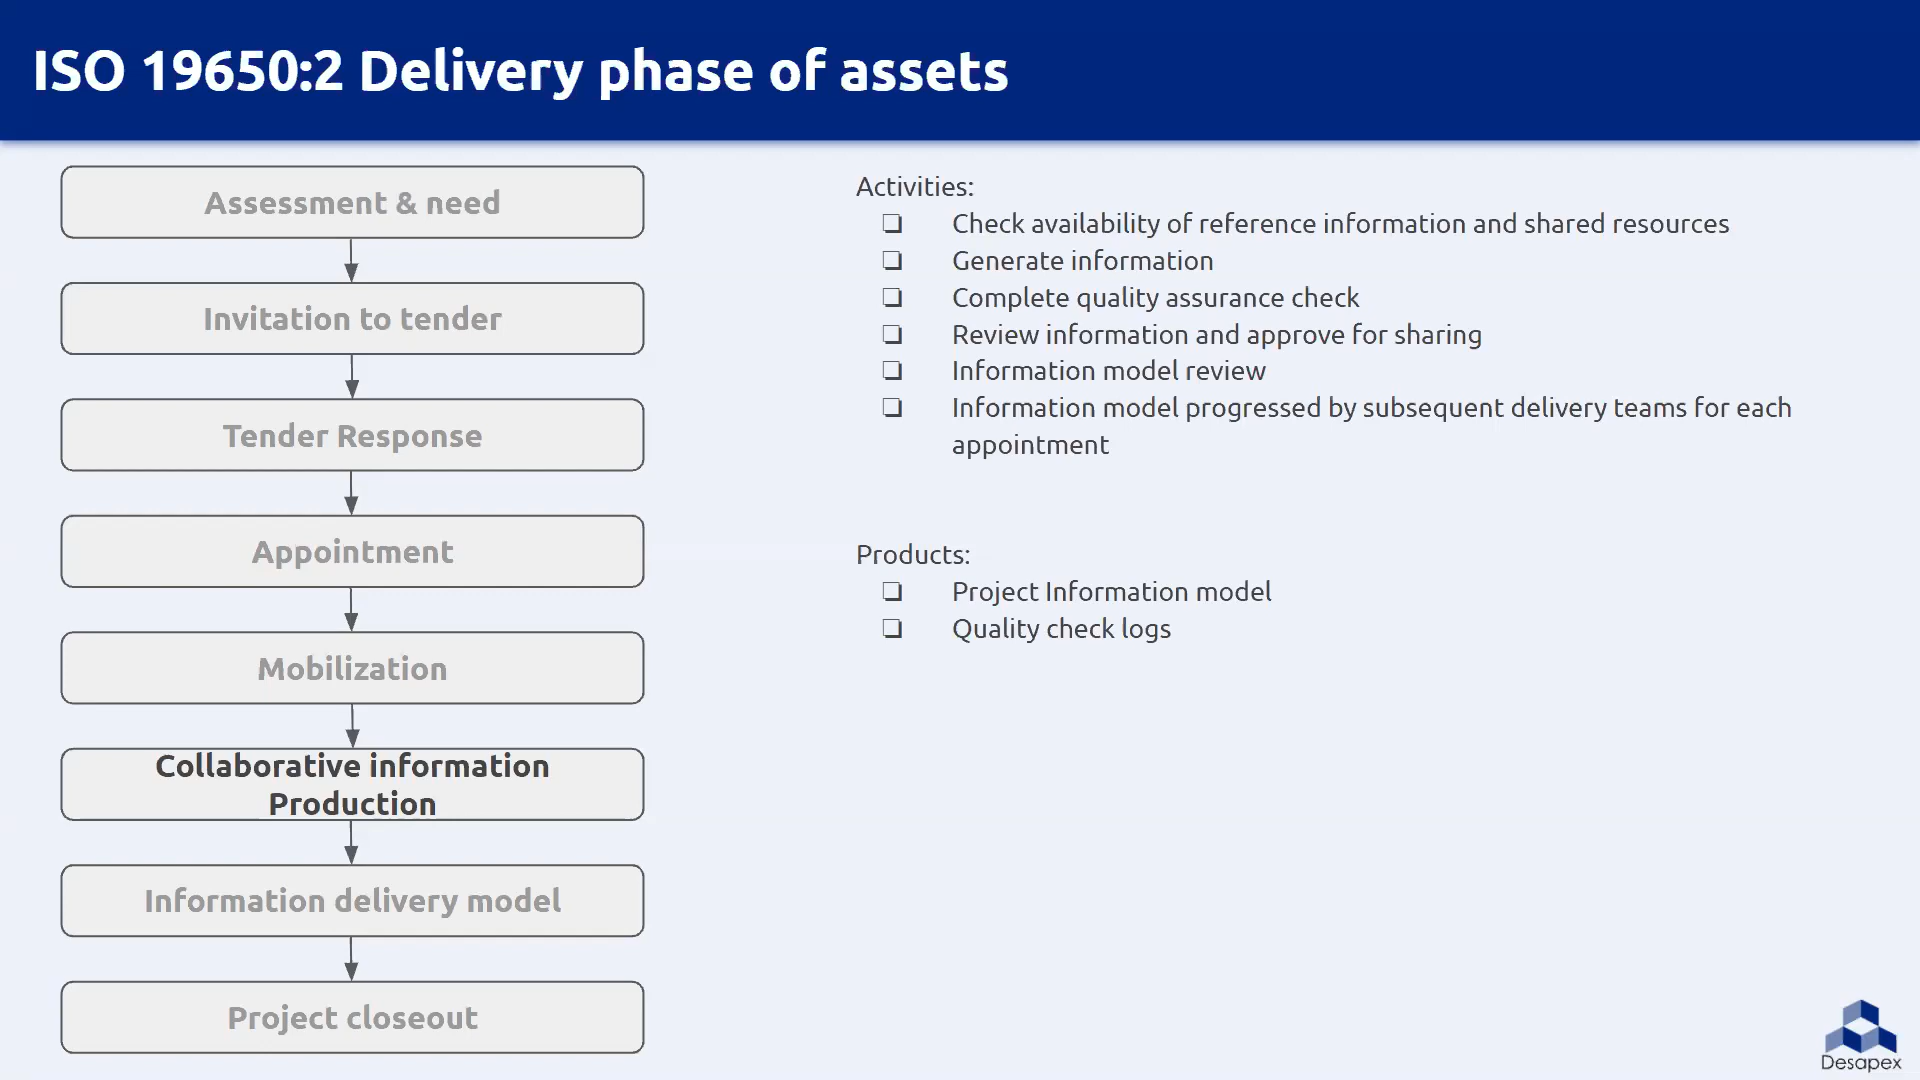 ISO 19650:2 Delivery phase of assets
Assessment & need
Invitation to tender
Tender Response
Appointment
Mobilization
Collaborative information
Production
Information delivery model
Project closeout
Activities:
❏ Check availability of reference information and shared resources
❏ Generate information
❏ Complete quality assurance check
❏ Review information and approve for sharing
❏ Information model review
❏ Information model progressed by subsequent delivery teams for each
appointment
Products:
❏ Project Information model
❏ Quality check logs
Desapex